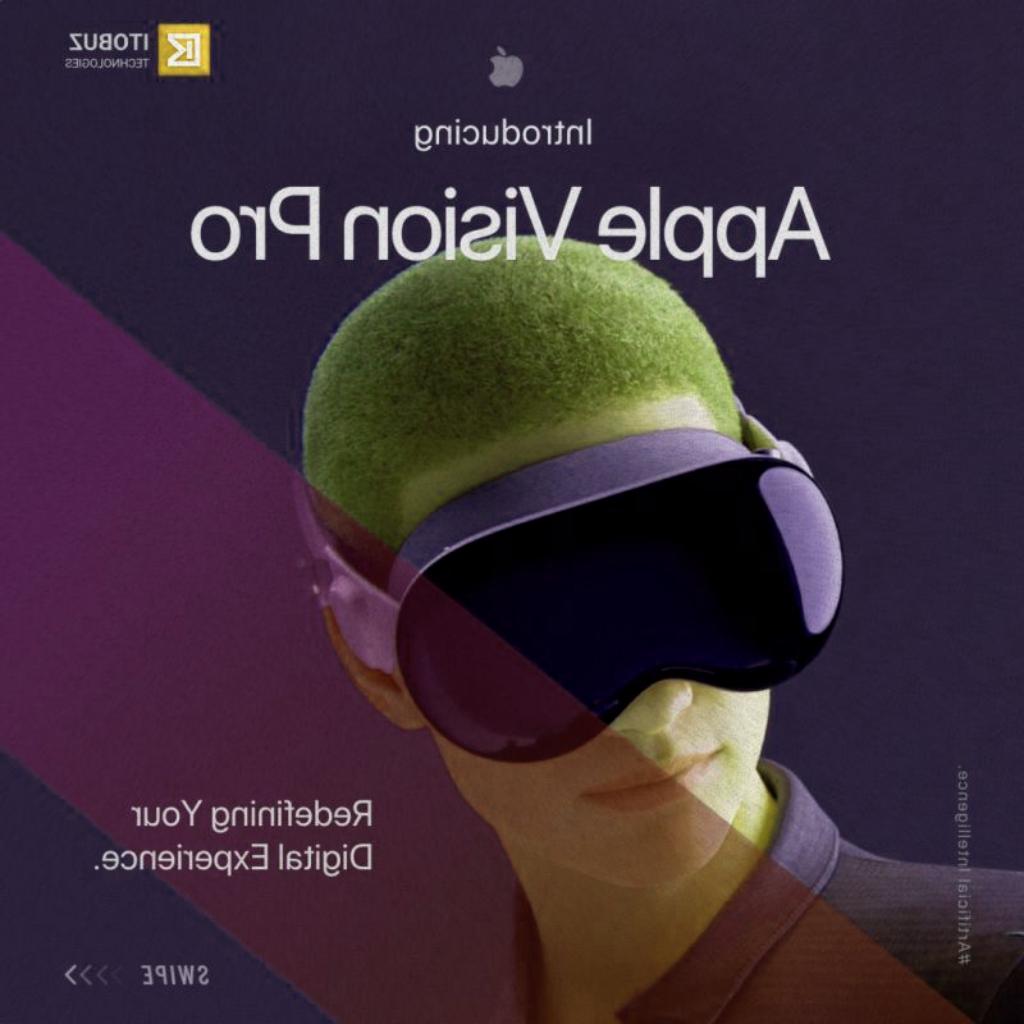 ITOBUZ
TECHNOLOGIES
Introducing
Apple Vision Pro
Redefining Your
Digital Experience.
#Artificial Intelligence.
SWIPE